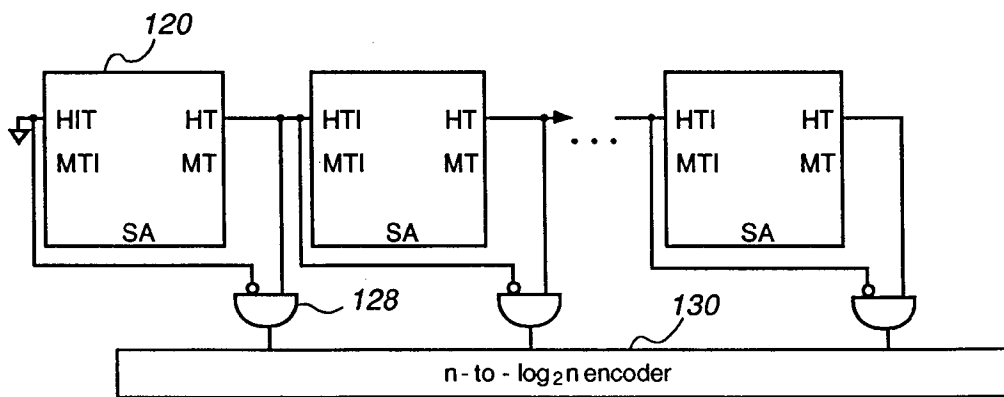 120
HIT HT
MTI MT
SA
HTI HT
MTI MT
SA
. . .
HTI HT
MTI MT
SA
128
130
n - to - log₂n encoder